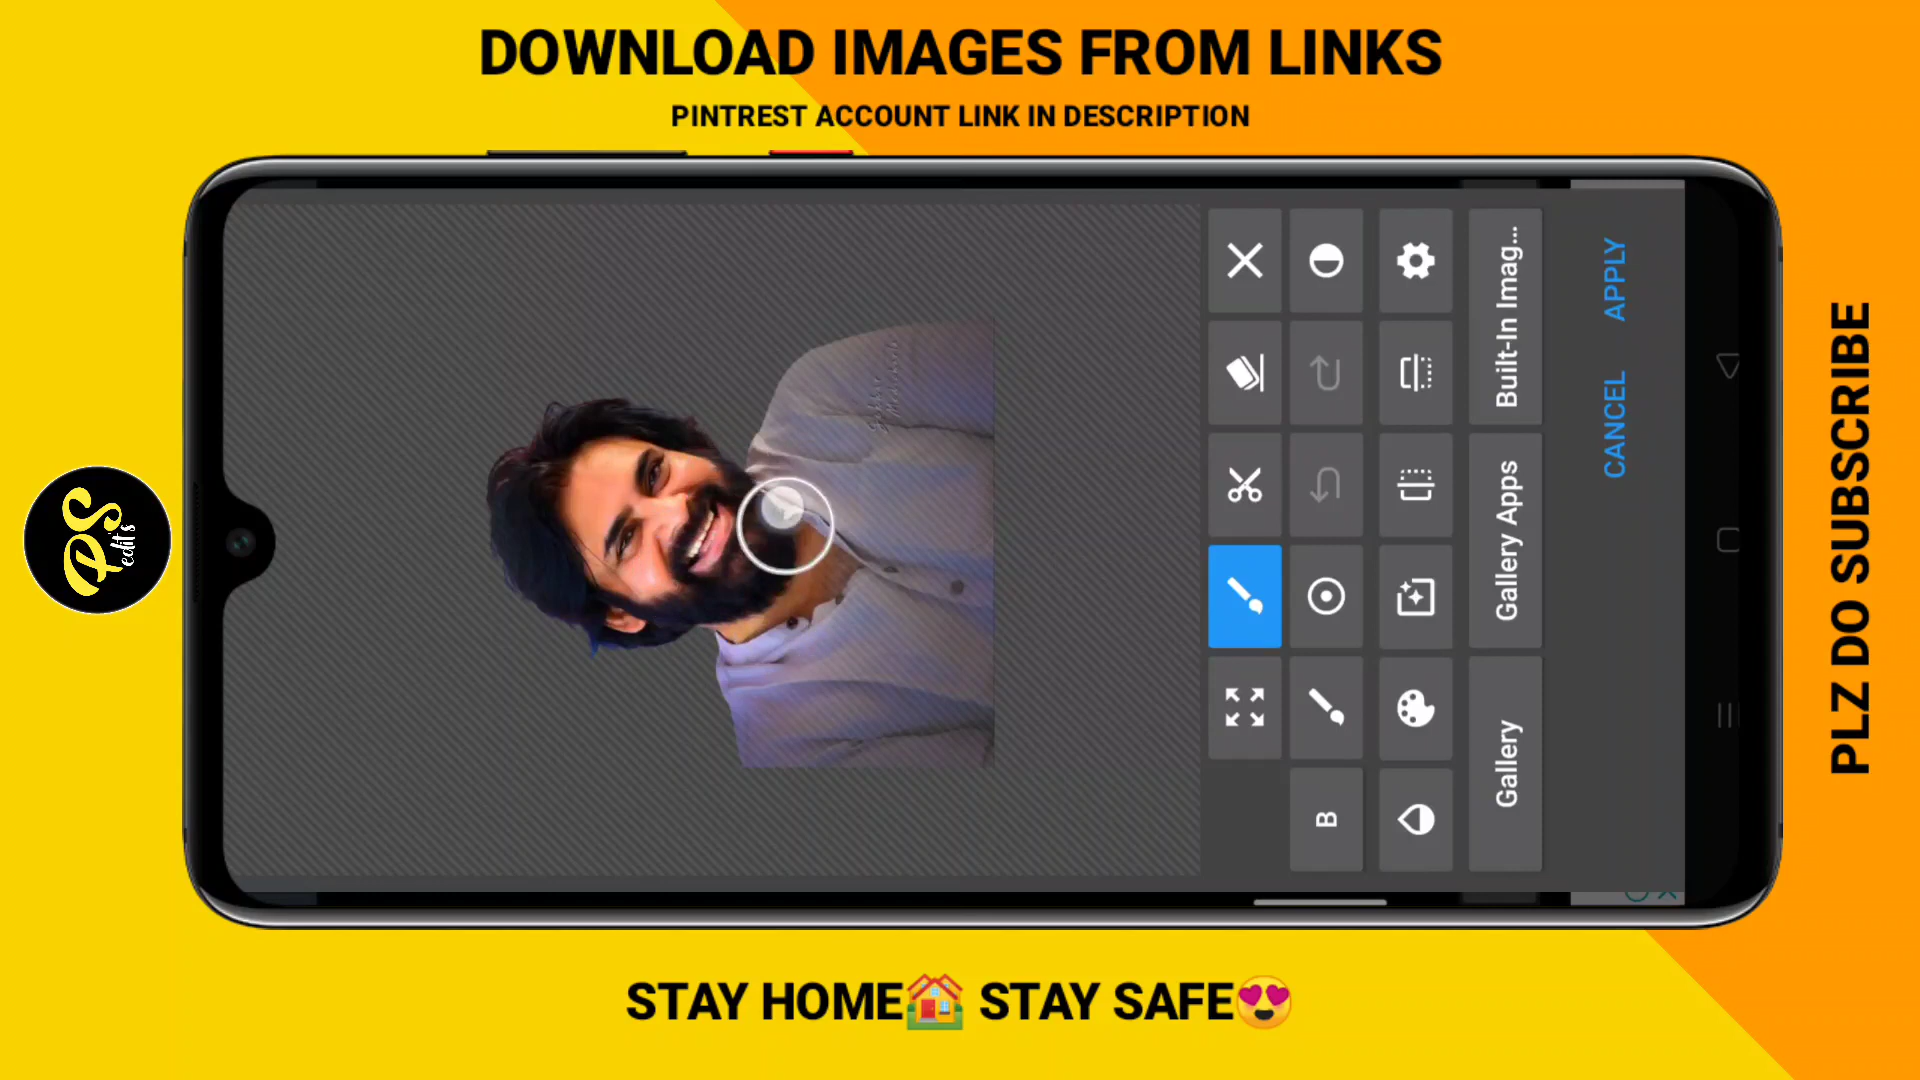 DOWNLOAD IMAGES FROM LINKS
PINTREST ACCOUNT LINK IN DESCRIPTION
PS
edit's
Built-In Imag...
Gallery Apps
Gallery
APPLY
CANCEL
B
PLZ DO SUBSCRIBE
STAY HOME🏠 STAY SAFE😍